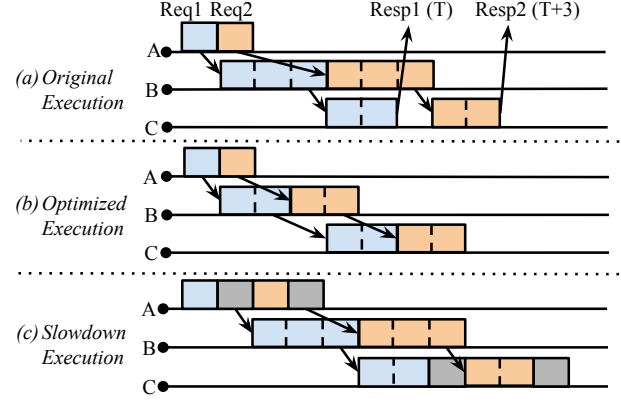 Req1 Req2 Resp1 (T) Resp2 (T+3)
A
(a) Original
Execution
B
C
A
(b) Optimized
Execution
B
C
A
(c) Slowdown
Execution
B
C